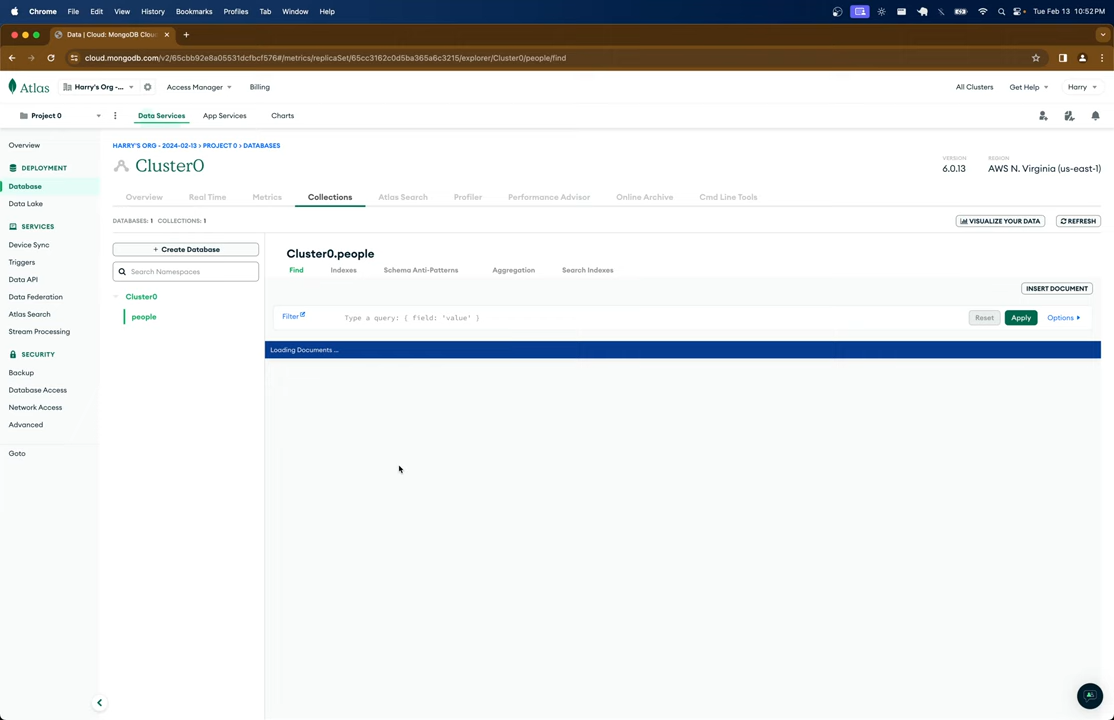 Chrome File Edit View History Bookmarks Profiles Tab Window Help Tue Feb 13 10:52 PM
Data | Cloud: MongoDB Clou
cloud.mongodb.com/v2/65cbb92e8a05531dcfbcf576#/metrics/replicaSet/65cc3162c0d5ba365a6c3215/explorer/Cluster0/people/find
Atlas Harry's Org -... Access Manager Billing All Clusters Get Help Harry
Project 0 Data Services App Services Charts
Overview
DEPLOYMENT
Database
Data Lake
SERVICES
Device Sync
Triggers
Data API
Data Federation
Atlas Search
Stream Processing
SECURITY
Backup
Database Access
Network Access
Advanced
Goto
HARRY'S ORG - 2024-02-13 > PROJECT 0 > DATABASES
Cluster0
VERSION
6.0.13
REGION
AWS N. Virginia (us-east-1)
Overview Real Time Metrics Collections Atlas Search Profiler Performance Advisor Online Archive Cmd Line Tools
DATABASES: 1 COLLECTIONS: 1
VISUALIZE YOUR DATA REFRESH
+ Create Database
Search Namespaces
Cluster0
people
Cluster0.people
Find Indexes Schema Anti-Patterns Aggregation Search Indexes
INSERT DOCUMENT
Filter Type a query: { field: 'value' } Reset Apply Options
Loading Documents ...